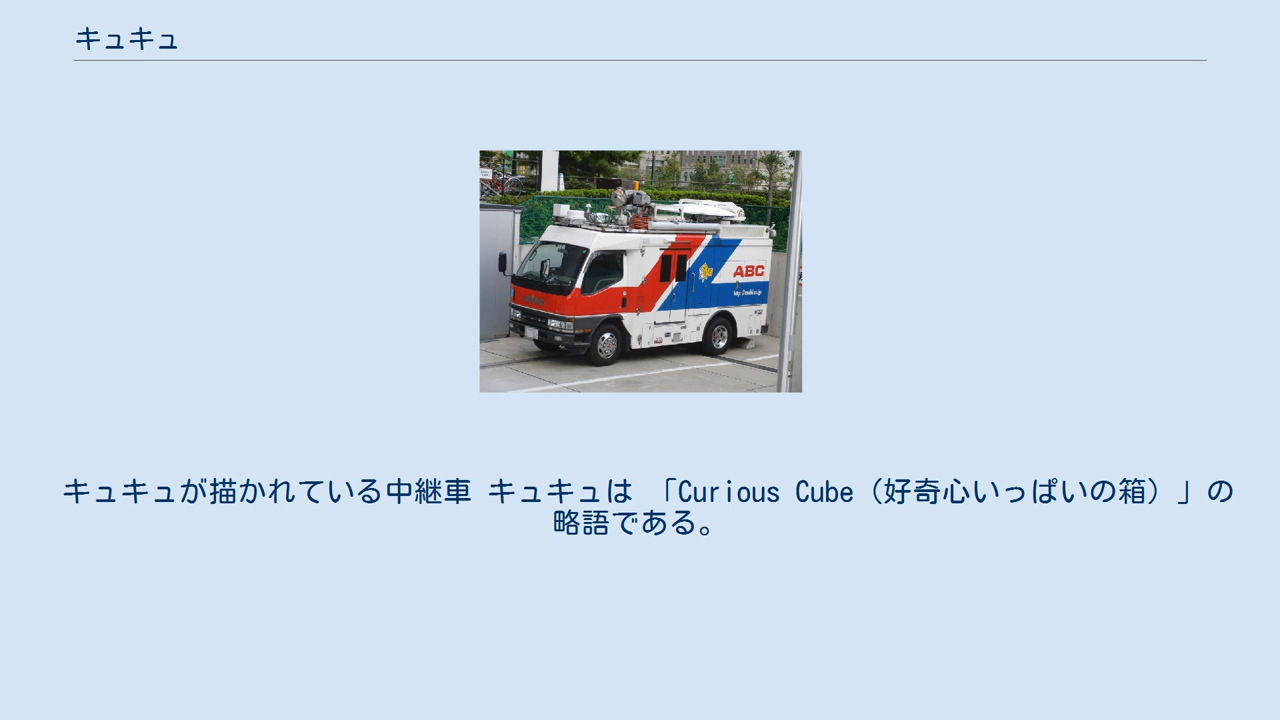 キュキュ
ABC
キュキュが描かれている中継車 キュキュは 「Curious Cube（好奇心いっぱいの箱）」の
略語である。